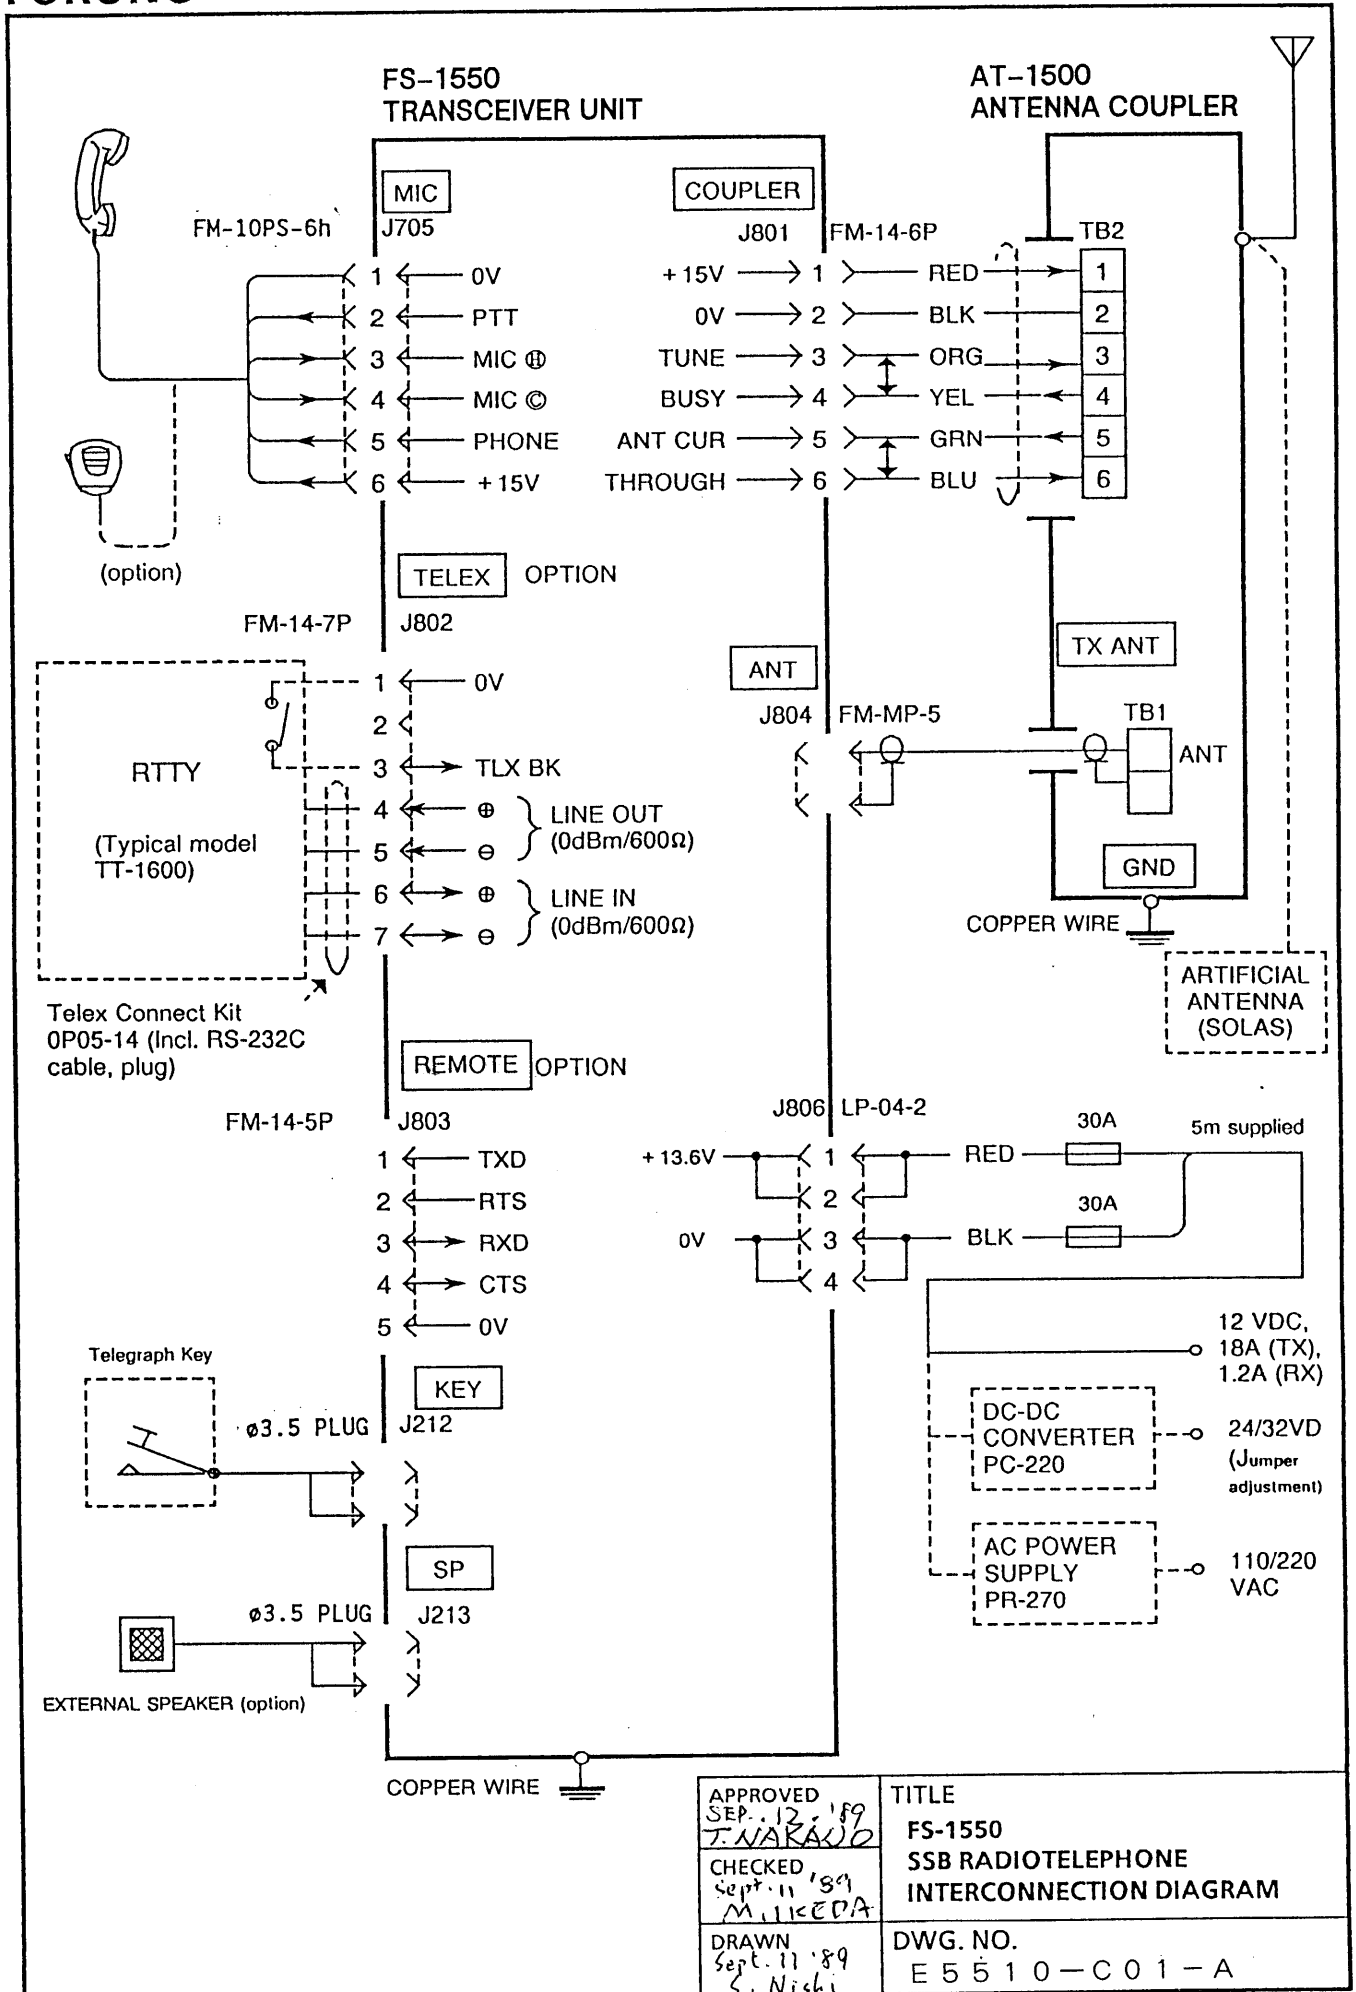 FS-1550
TRANSCEIVER UNIT
AT-1500
ANTENNA COUPLER
MIC
COUPLER
FM-10PS-6h
J705
J801
FM-14-6P
TB2
1 0V
2 PTT
3 MIC Ⓗ
4 MIC Ⓒ
5 PHONE
6 +15V
+15V 1 RED 1
0V 2 BLK 2
TUNE 3 ORG 3
BUSY 4 YEL 4
ANT CUR 5 GRN 5
THROUGH 6 BLU 6
(option)
TELEX OPTION
FM-14-7P J802
1 0V
2
3 TLX BK
4 ⊕
5 ⊖
LINE OUT
(0dBm/600Ω)
6 ⊕
7 ⊖
LINE IN
(0dBm/600Ω)
RTTY
(Typical model
TT-1600)
Telex Connect Kit
0P05-14 (Incl. RS-232C
cable, plug)
ANT
J804 FM-MP-5
TX ANT
TB1
ANT
GND
COPPER WIRE
ARTIFICIAL
ANTENNA
(SOLAS)
REMOTE OPTION
FM-14-5P J803
1 TXD
2 RTS
3 RXD
4 CTS
5 0V
J806 LP-04-2
+13.6V 1 RED 30A
2
0V 3 BLK 30A
4
5m supplied
12 VDC,
18A (TX),
1.2A (RX)
DC-DC
CONVERTER
PC-220
24/32VD
(Jumper
adjustment)
AC POWER
SUPPLY
PR-270
110/220
VAC
Telegraph Key
KEY
ø3.5 PLUG J212
SP
ø3.5 PLUG J213
EXTERNAL SPEAKER (option)
COPPER WIRE
APPROVED
SEP. 12. '89
T. NAKAJO
CHECKED
Sept. 11 '89
M. IKEDA
DRAWN
Sept. 11 '89
S. Nishi
TITLE
FS-1550
SSB RADIOTELEPHONE
INTERCONNECTION DIAGRAM
DWG. NO.
E5510-C01-A